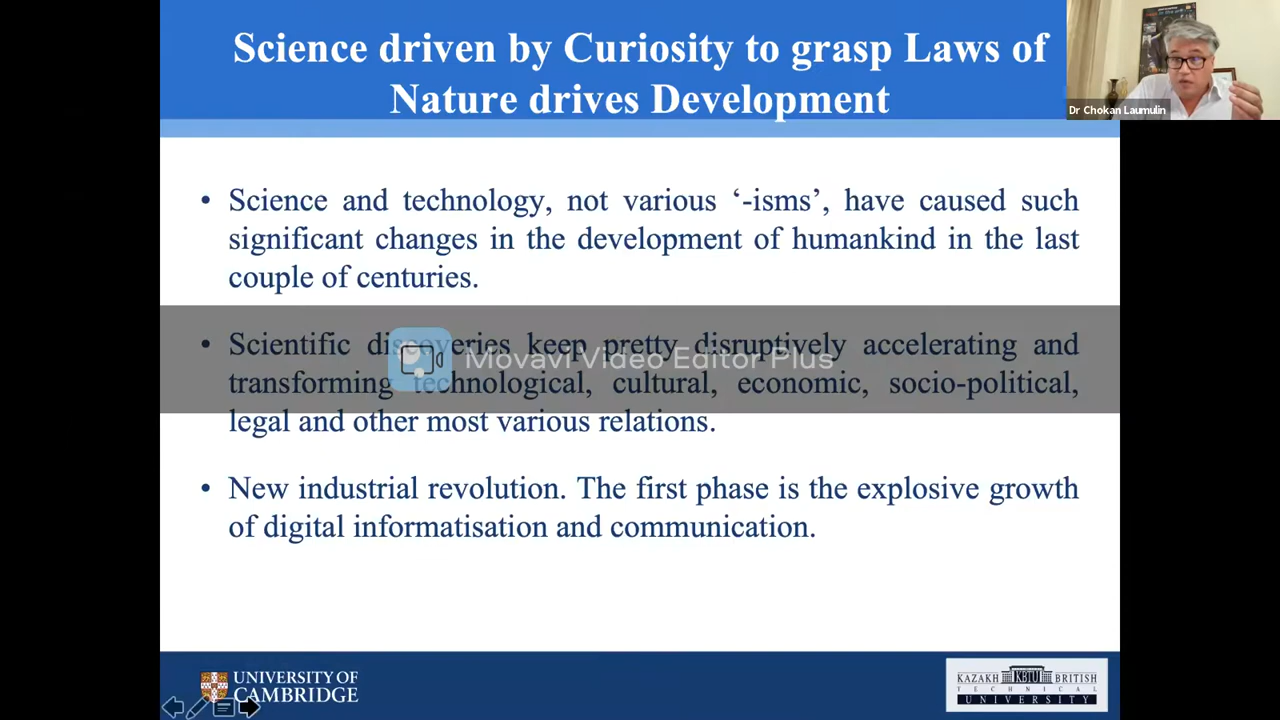 Science driven by Curiosity to grasp Laws of
Nature drives Development
Dr Chokan Laumulin
• Science and technology, not various ‘-isms’, have caused such
significant changes in the development of humankind in the last
couple of centuries.
• Scientific discoveries keep pretty disruptively accelerating and
transforming technological, cultural, economic, socio-political,
legal and other most various relations.
Movavi Video Editor Plus
• New industrial revolution. The first phase is the explosive growth
of digital informatisation and communication.
UNIVERSITY OF
CAMBRIDGE
KAZAKH KBTU BRITISH
TECHNICAL
UNIVERSITY